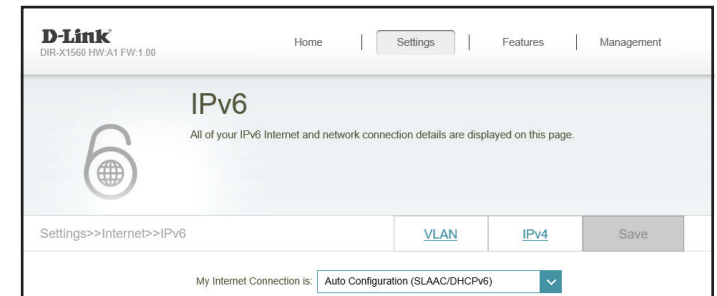 D-Link
DIR-X1560 HW:A1 FW:1.00
Home | Settings | Features | Management
IPv6
All of your IPv6 Internet and network connection details are displayed on this page.
Settings>>Internet>>IPv6 VLAN IPv4 Save
My Internet Connection is: Auto Configuration (SLAAC/DHCPv6)